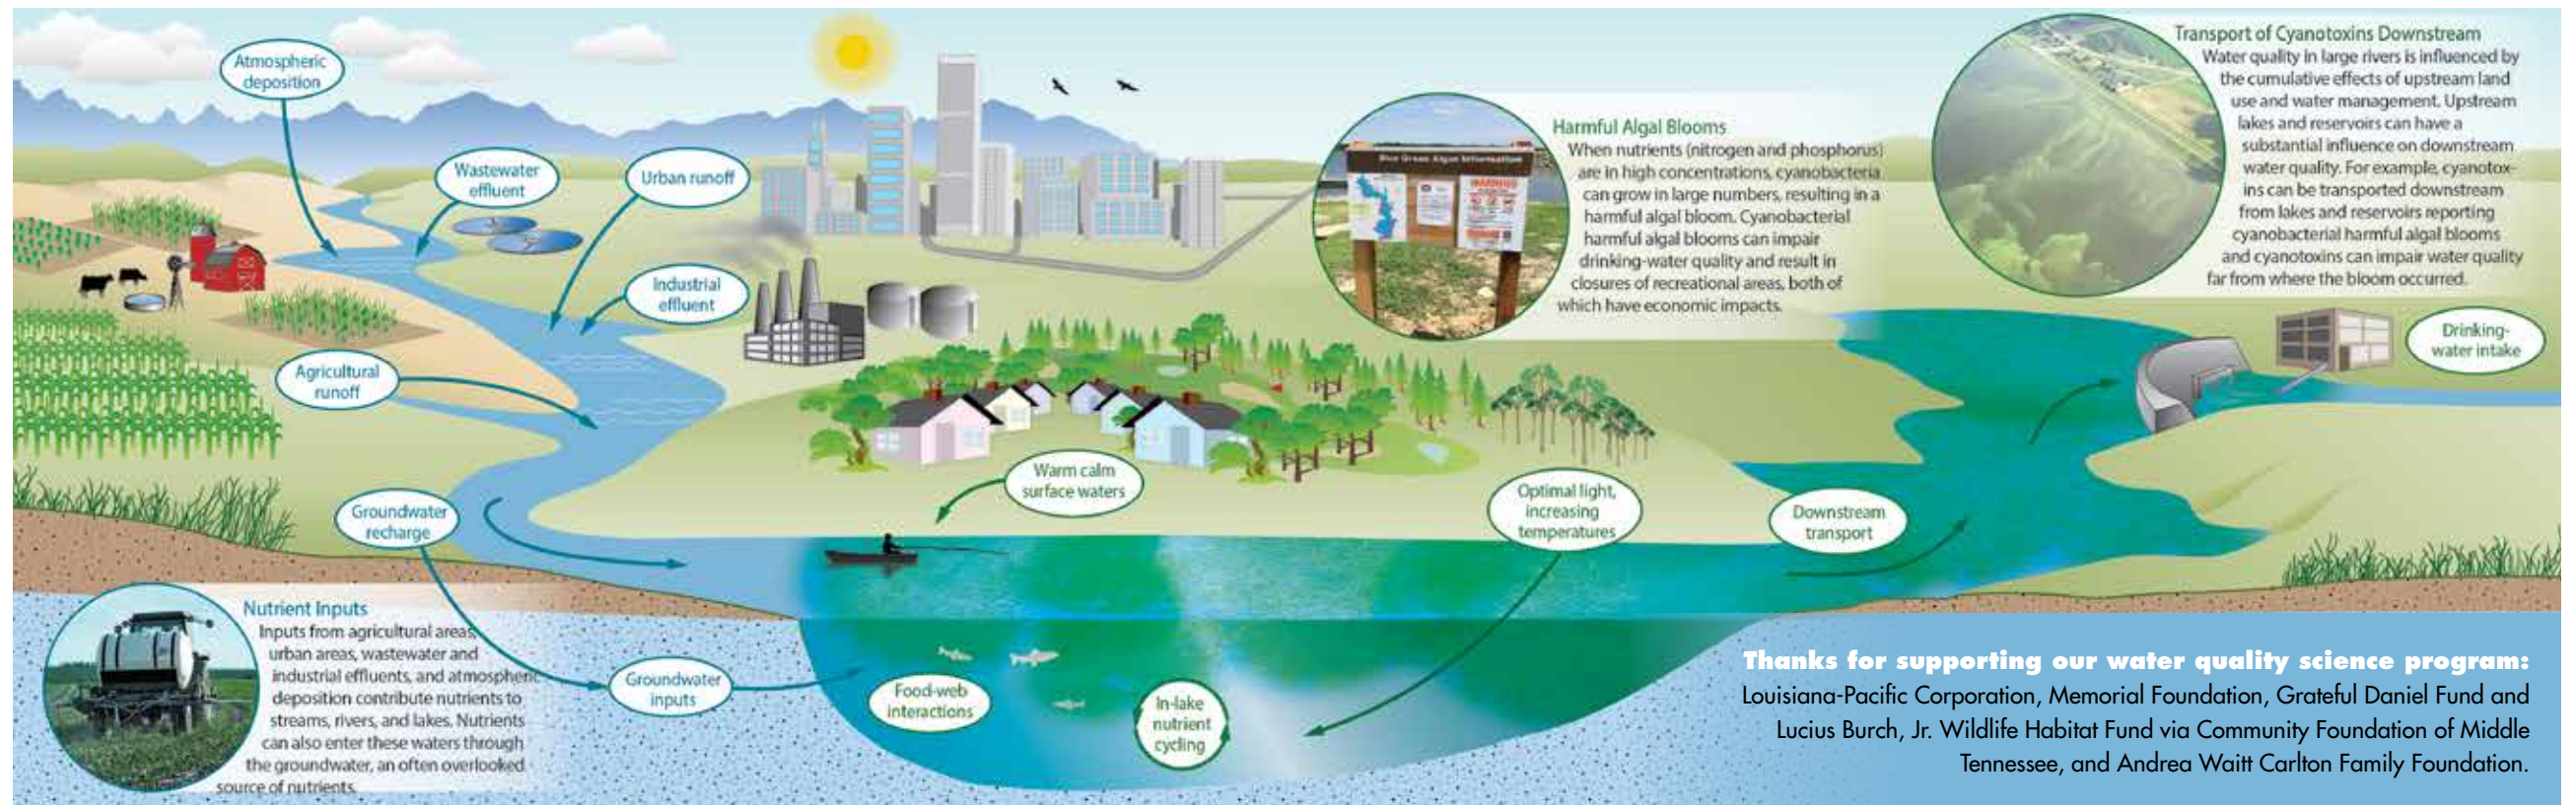 Atmospheric
deposition
Wastewater
effluent
Urban runoff
Industrial
effluent
Agricultural
runoff
Groundwater
recharge
Nutrient Inputs
Inputs from agricultural areas,
urban areas, wastewater and
industrial effluents, and atmospheric
deposition contribute nutrients to
streams, rivers, and lakes. Nutrients
can also enter these waters through
the groundwater, an often overlooked
source of nutrients.
Groundwater
inputs
Warm calm
surface waters
Food-web
interactions
In-lake
nutrient
cycling
Optimal light,
increasing
temperatures
Blue Green Algae Information
WARNING
Harmful Algal Blooms
When nutrients (nitrogen and phosphorus)
are in high concentrations, cyanobacteria
can grow in large numbers, resulting in a
harmful algal bloom. Cyanobacterial
harmful algal blooms can impair
drinking-water quality and result in
closures of recreational areas, both of
which have economic impacts.
Downstream
transport
Transport of Cyanotoxins Downstream
Water quality in large rivers is influenced by
the cumulative effects of upstream land
use and water management. Upstream
lakes and reservoirs can have a
substantial influence on downstream
water quality. For example, cyanotox-
ins can be transported downstream
from lakes and reservoirs reporting
cyanobacterial harmful algal blooms
and cyanotoxins can impair water quality
far from where the bloom occurred.
Drinking-
water intake
Thanks for supporting our water quality science program:
Louisiana-Pacific Corporation, Memorial Foundation, Grateful Daniel Fund and
Lucius Burch, Jr. Wildlife Habitat Fund via Community Foundation of Middle
Tennessee, and Andrea Waitt Carlton Family Foundation.